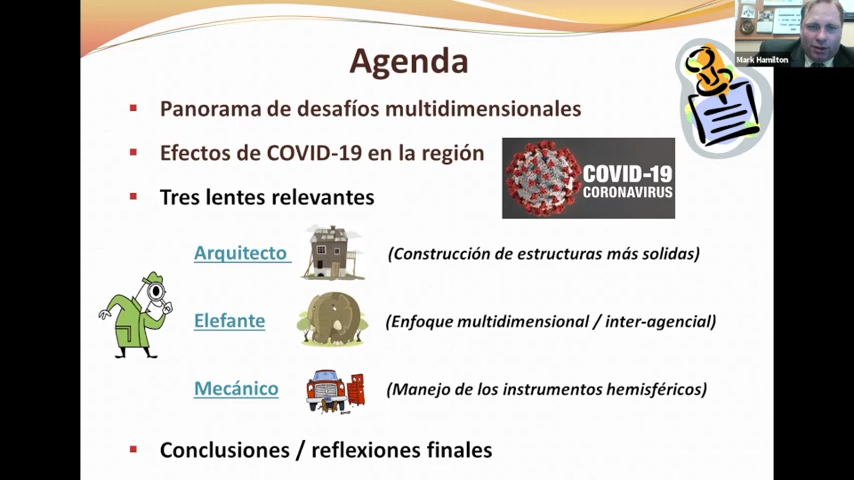 Agenda
Mark Hamilton
Panorama de desafíos multidimensionales
Efectos de COVID-19 en la región
COVID-19
CORONAVIRUS
Tres lentes relevantes
Arquitecto (Construcción de estructuras más solidas)
Elefante (Enfoque multidimensional / inter-agencial)
Mecánico (Manejo de los instrumentos hemisféricos)
Conclusiones / reflexiones finales